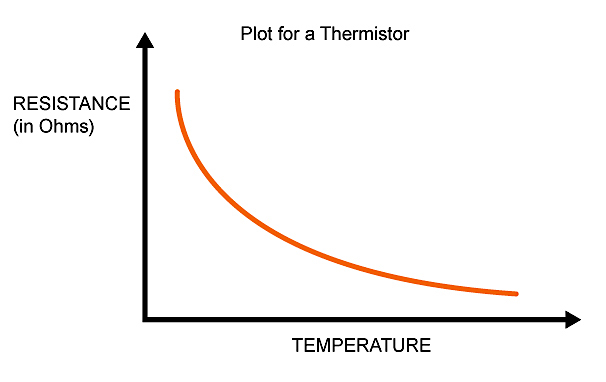 Plot for a Thermistor
RESISTANCE
(in Ohms)
TEMPERATURE